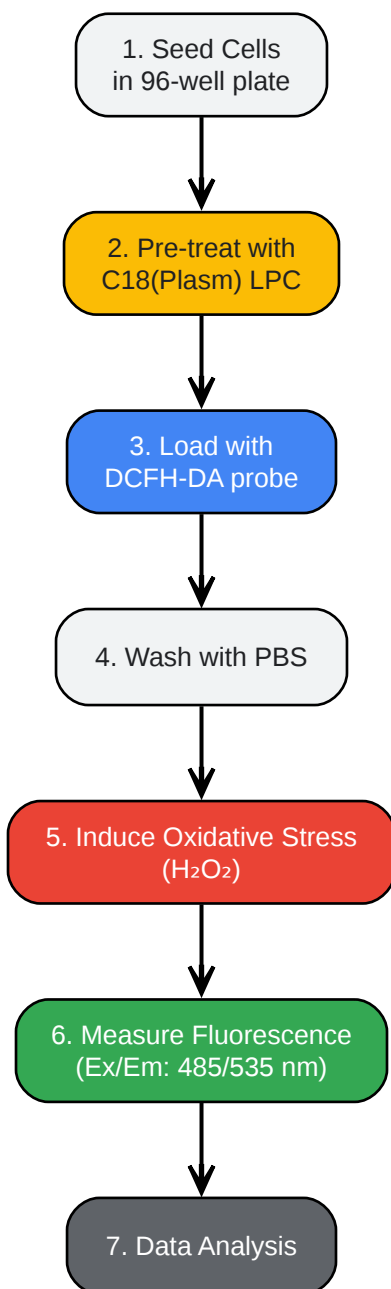 1. Seed Cells
in 96-well plate
2. Pre-treat with
C18(Plasm) LPC
3. Load with
DCFH-DA probe
4. Wash with PBS
5. Induce Oxidative Stress
(H₂O₂)
6. Measure Fluorescence
(Ex/Em: 485/535 nm)
7. Data Analysis